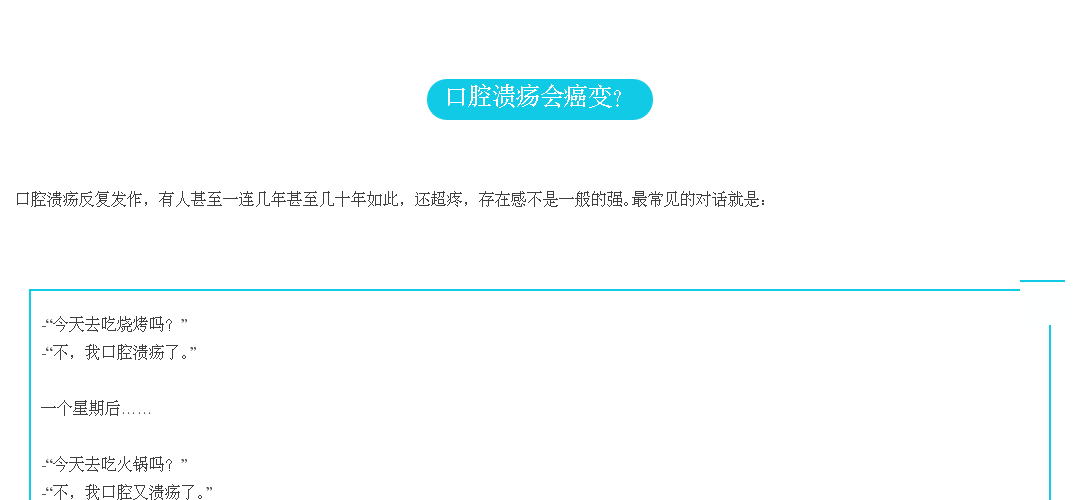 口腔溃疡会癌变?
口腔溃疡反复发作，有人甚至一连几年甚至几十年如此，还超疼，存在感不是一般的强。最常见的对话就是：
-“今天去吃烧烤吗？”
-“不，我口腔溃疡了。”
一个星期后……
-“今天去吃火锅吗？”
-“不，我口腔又溃疡了。”